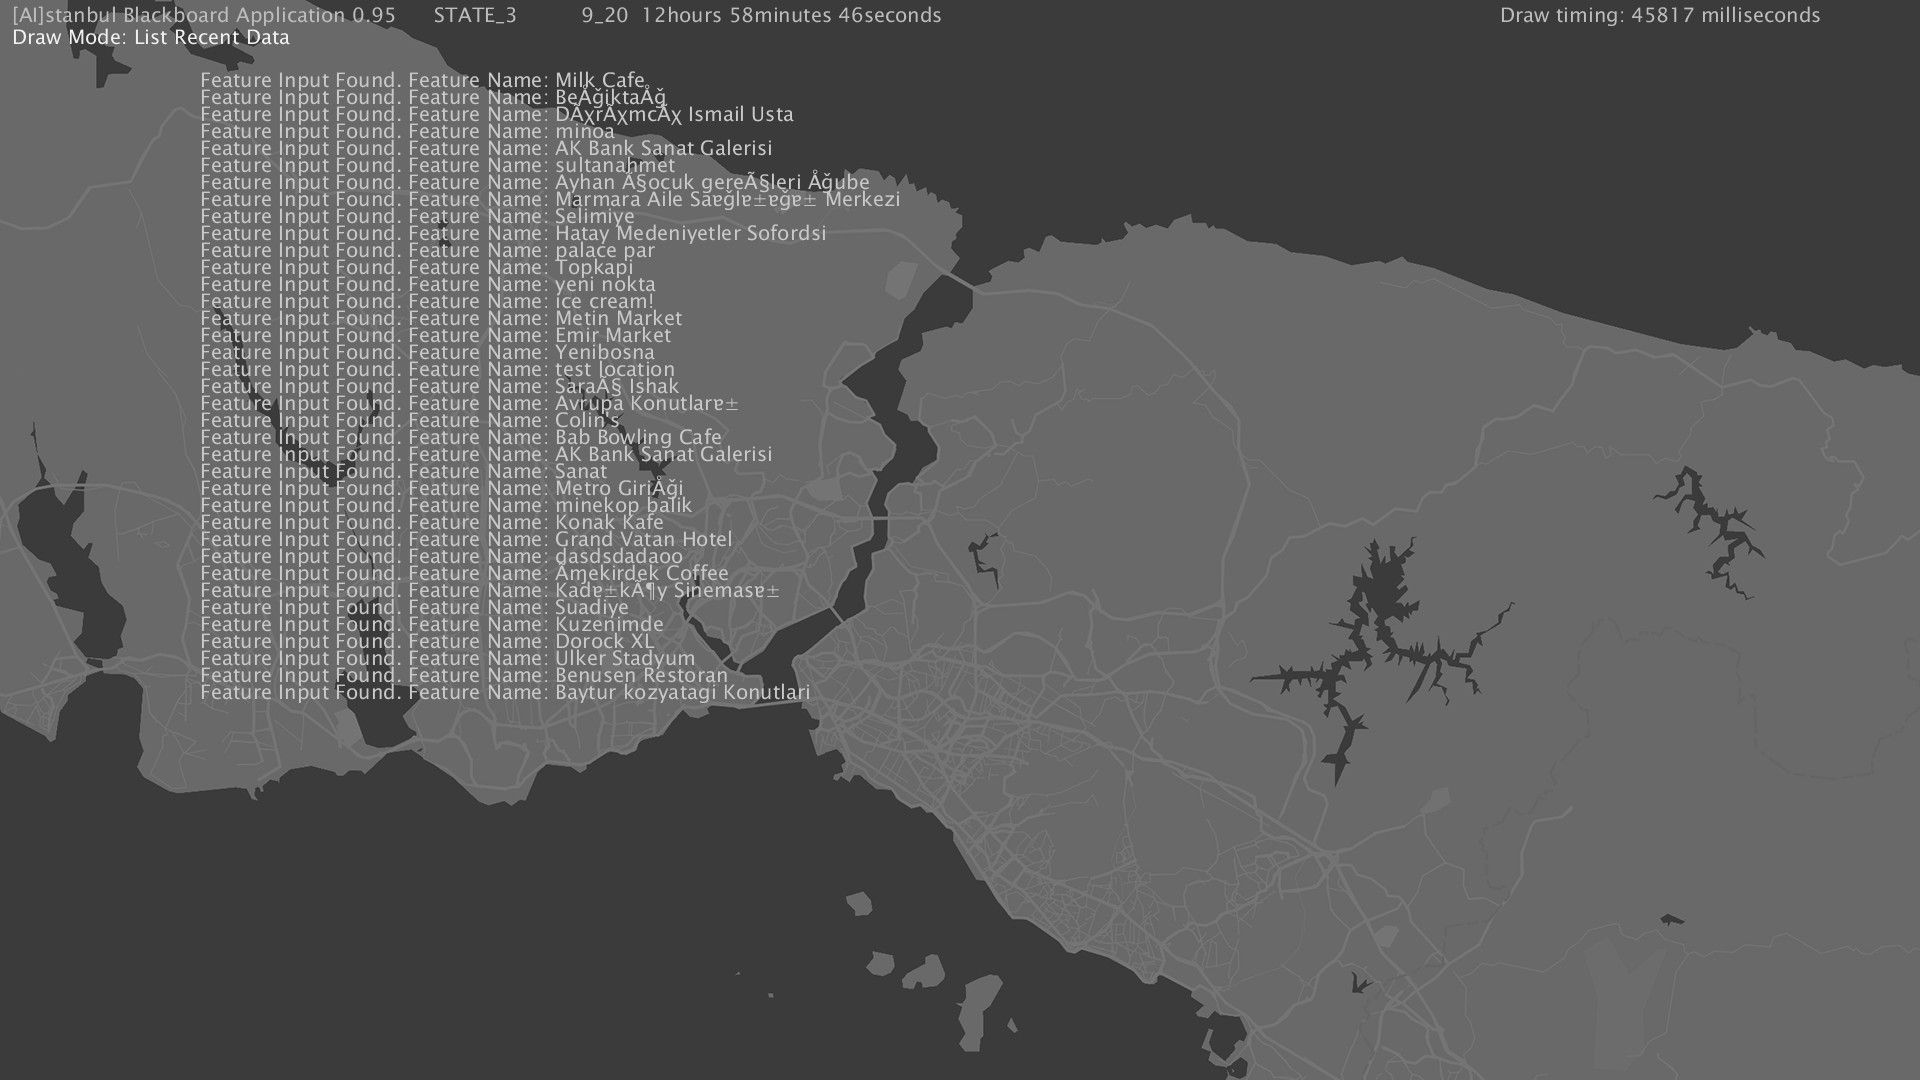 [AI]stanbul Blackboard Application 0.95 STATE_3 9_20 12hours 58minutes 46seconds Draw timing: 45817 milliseconds
Draw Mode: List Recent Data
Feature Input Found. Feature Name: Milk Cafe
Feature Input Found. Feature Name: BeÅğiktaÅğ
Feature Input Found. Feature Name: DÃχrÃχmcÃχ Ismail Usta
Feature Input Found. Feature Name: minoa
Feature Input Found. Feature Name: AK Bank Sanat Galerisi
Feature Input Found. Feature Name: sultanahmet
Feature Input Found. Feature Name: Ayhan Ã§ocuk gereÃ§leri Åğube
Feature Input Found. Feature Name: Marmara Aile Saɐğlɐ±ɐğɐ± Merkezi
Feature Input Found. Feature Name: Selimiye
Feature Input Found. Feature Name: Hatay Medeniyetler Sofordsi
Feature Input Found. Feature Name: palace par
Feature Input Found. Feature Name: Topkapi
Feature Input Found. Feature Name: yeni nokta
Feature Input Found. Feature Name: ice cream!
Feature Input Found. Feature Name: Metin Market
Feature Input Found. Feature Name: Emir Market
Feature Input Found. Feature Name: Yenibosna
Feature Input Found. Feature Name: test location
Feature Input Found. Feature Name: SaraÃ§ Ishak
Feature Input Found. Feature Name: Avrupa Konutlarɐ±
Feature Input Found. Feature Name: Colin's
Feature Input Found. Feature Name: Bab Bowling Cafe
Feature Input Found. Feature Name: AK Bank Sanat Galerisi
Feature Input Found. Feature Name: Sanat
Feature Input Found. Feature Name: Metro GiriÅği
Feature Input Found. Feature Name: minekop balik
Feature Input Found. Feature Name: Konak Kafe
Feature Input Found. Feature Name: Grand Vatan Hotel
Feature Input Found. Feature Name: dasdsdadaoo
Feature Input Found. Feature Name: Coffee
Feature Input Found. Feature Name: Kadɐ±kÃ¶y Sinemasɐ±
Feature Input Found. Feature Name: Suadiye
Feature Input Found. Feature Name: Kuzenimde
Feature Input Found. Feature Name: Dorock XL
Feature Input Found. Feature Name: Ulker Stadyum
Feature Input Found. Feature Name: Benusen Restoran
Feature Input Found. Feature Name: Baytur kozyatagi Konutlari